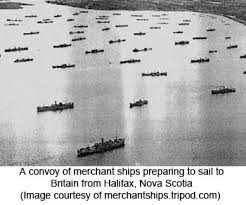 A convoy of merchant ships preparing to sail to
Britain from Halifax, Nova Scotia
(Image courtesy of merchantships.tripod.com)